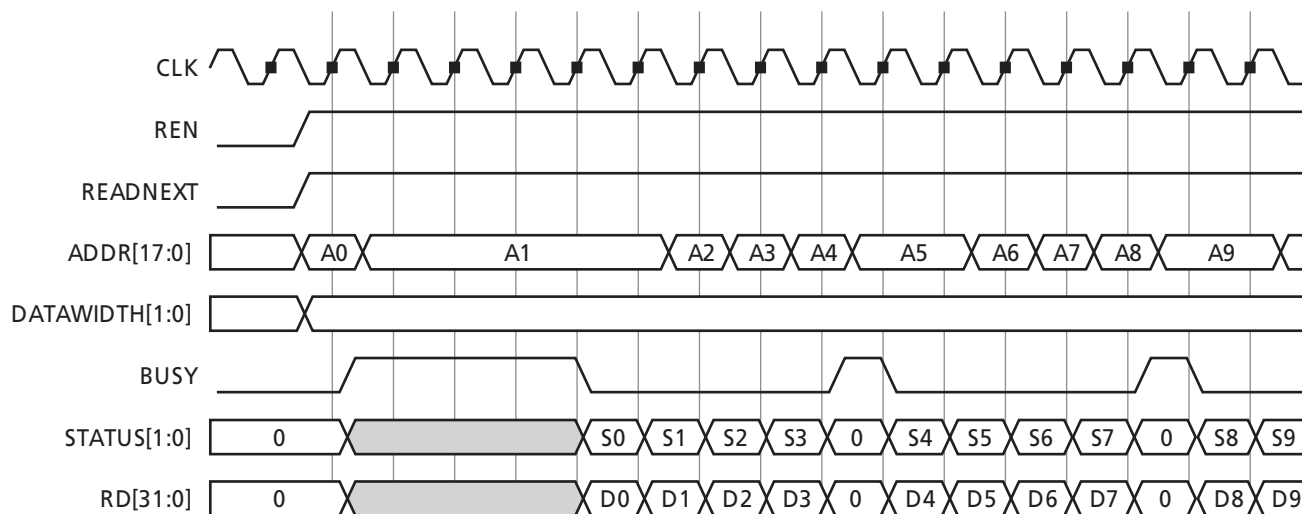 CLK
REN
READNEXT
ADDR[17:0] A0 A1 A2 A3 A4 A5 A6 A7 A8 A9
DATAWIDTH[1:0]
BUSY
STATUS[1:0] 0 S0 S1 S2 S3 0 S4 S5 S6 S7 0 S8 S9
RD[31:0] 0 D0 D1 D2 D3 0 D4 D5 D6 D7 0 D8 D9